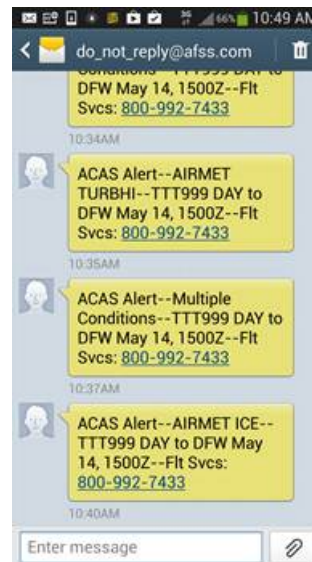 66% 10:49 AM
do_not_reply@afss.com
Conditions--TTT999 DAY to
DFW May 14, 1500Z--Flt
Svcs: 800-992-7433
10:34AM
ACAS Alert--AIRMET
TURBHI--TTT999 DAY to
DFW May 14, 1500Z--Flt
Svcs: 800-992-7433
10:35AM
ACAS Alert--Multiple
Conditions--TTT999 DAY to
DFW May 14, 1500Z--Flt
Svcs: 800-992-7433
10:37AM
ACAS Alert--AIRMET ICE--
TTT999 DAY to DFW May
14, 1500Z--Flt Svcs:
800-992-7433
10:40AM
Enter message